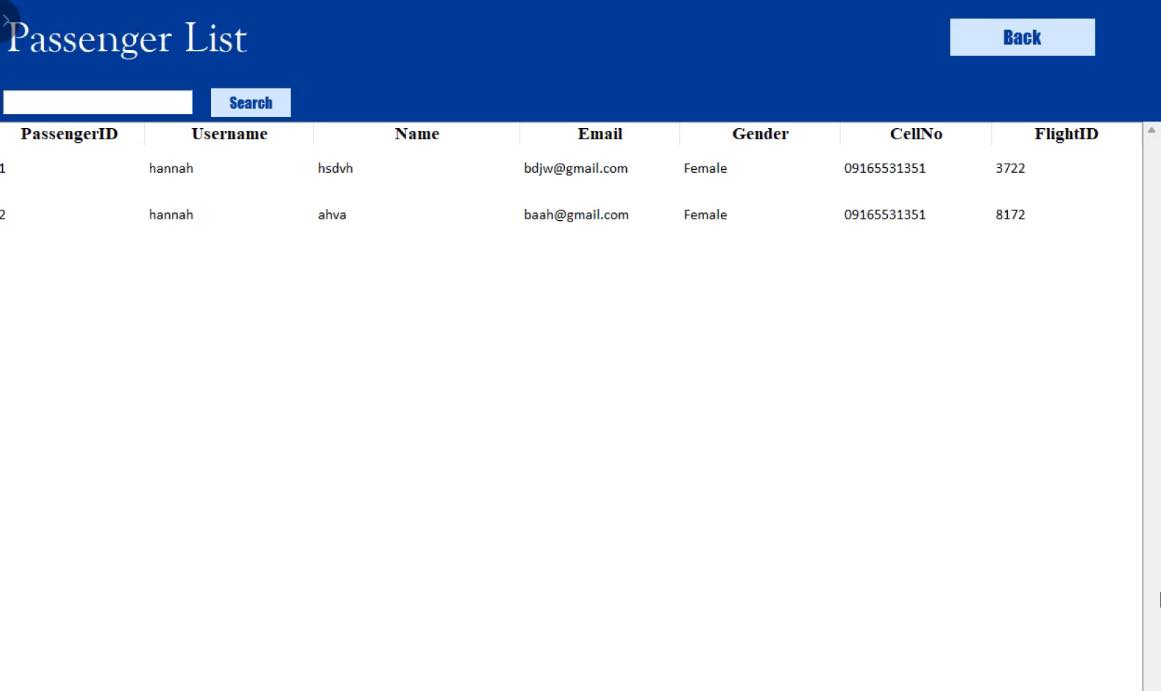 Passenger List
Back
Search
PassengerID Username Name Email Gender CellNo FlightID
1 hannah hsdvh bdjw@gmail.com Female 09165531351 3722
2 hannah ahva baah@gmail.com Female 09165531351 8172